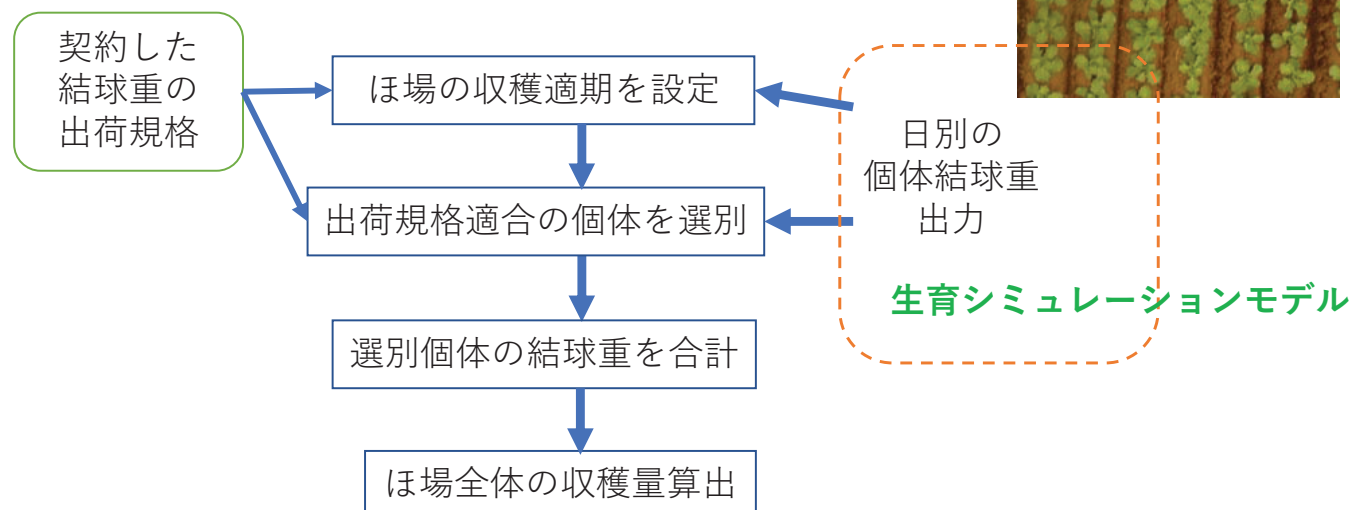 契約した
結球重の
出荷規格
ほ場の収穫適期を設定
日別の
個体結球重
出力
出荷規格適合の個体を選別
生育シミュレーションモデル
選別個体の結球重を合計
ほ場全体の収穫量算出